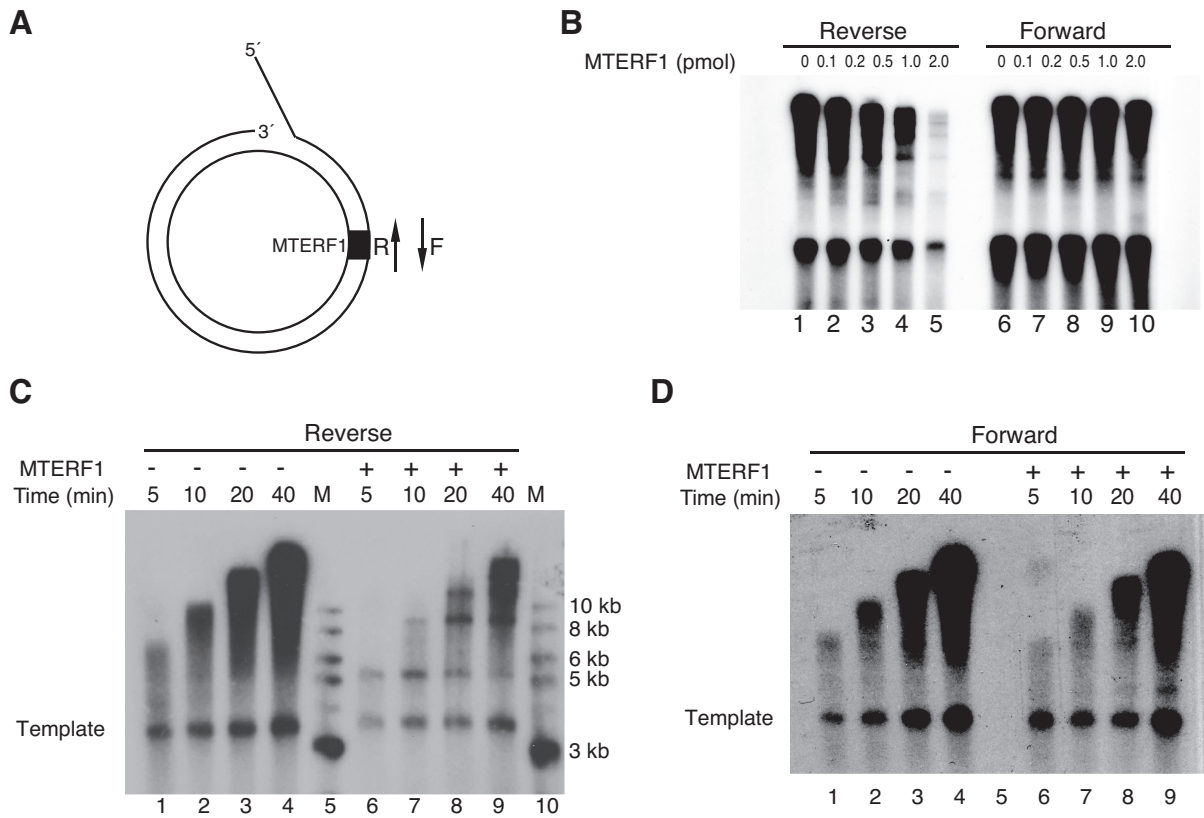 A
5´
3´
MTERF1 R F
B
Reverse Forward
MTERF1 (pmol) 0 0.1 0.2 0.5 1.0 2.0 0 0.1 0.2 0.5 1.0 2.0
1 2 3 4 5 6 7 8 9 10
C
Reverse
MTERF1 - - - - + + + +
Time (min) 5 10 20 40 M 5 10 20 40 M
10 kb
8 kb
6 kb
5 kb
Template
3 kb
1 2 3 4 5 6 7 8 9 10
D
Forward
MTERF1 - - - - + + + +
Time (min) 5 10 20 40 5 10 20 40
Template
1 2 3 4 5 6 7 8 9